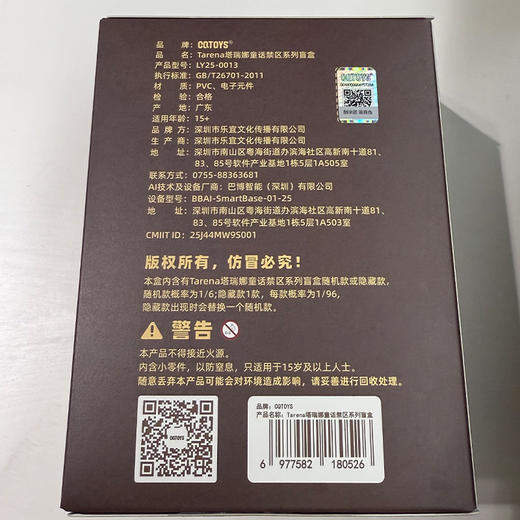 品 牌: CQTOYS®
品 名: Tarena塔瑞娜童话禁区系列盲盒
产品型号: LY25-0013
执行标准: GB/T26701-2011
材 质: PVC、电子元件
检 验: 合格
产 地: 广东
适用年龄: 15+
品 牌 方: 深圳市乐宜文化传播有限公司
生 产 商: 深圳市乐宜文化传播有限公司
地 址: 深圳市南山区粤海街道办滨海社区高新南十道81、
83、85号软件产业基地1栋5层1A505室
联系方式: 0755-88363681
AI技术及设备厂商: 巴博智能（深圳）有限公司
设备型号: BBAI-SmartBase-01-25
地 址: 深圳市南山区粤海街道办滨海社区高新南十道81、
83、85号软件产业基地1栋5层1A503室
CMIIT ID: 25J44MW9S001
CQTOYS
版权所有，仿冒必究！
本盒内含有Tarena塔瑞娜童话禁区系列盲盒随机款或隐藏款，
随机款概率为1/6;隐藏款1款，每款概率为1/96,
隐藏款出现时会替换一个随机款。
警告
本产品不得接近火源。
内含小零件，以防窒息，只适用于15岁及以上人士。
随意丢弃本产品可能会对环境造成影响，请妥善进行回收处理。
CQTOYS
品牌: CQTOYS
产品名称: Tarena塔瑞娜童话禁区系列盲盒
6 977582 180526